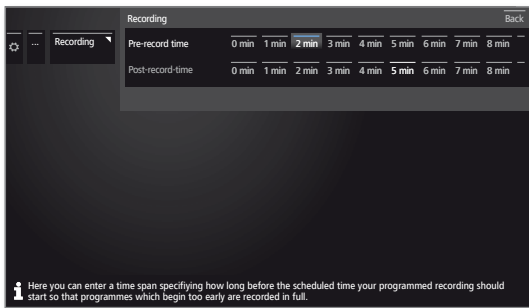 Recording Back
... Recording
Pre-record time 0 min 1 min 2 min 3 min 4 min 5 min 6 min 7 min 8 min
Post-record-time 0 min 1 min 2 min 3 min 4 min 5 min 6 min 7 min 8 min
Here you can enter a time span specifiying how long before the scheduled time your programmed recording should
start so that programmes which begin too early are recorded in full.